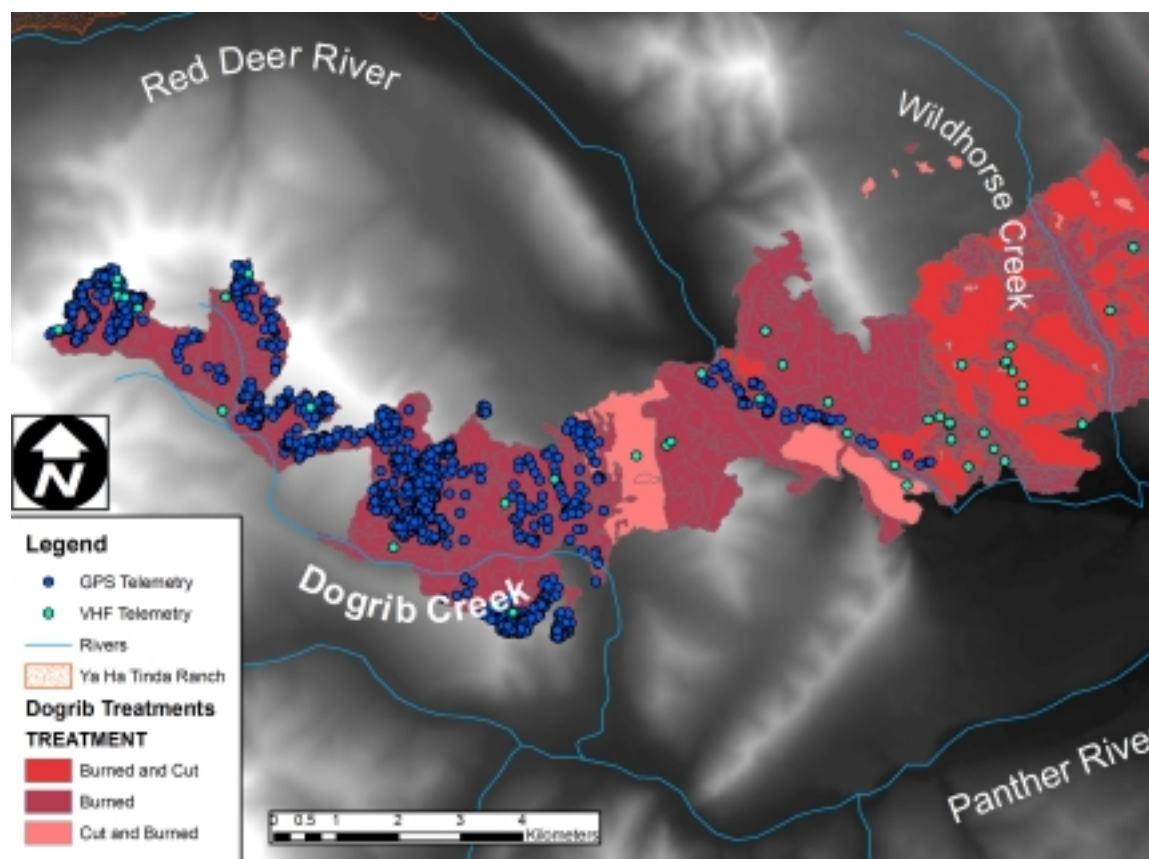 Red Deer River
Wildhorse Creek
N
Legend
GPS Telemetry
VHF Telemetry
Rivers
Ya Ha Tinda Ranch
Dogrib Treatments
TREATMENT
Burned and Cut
Burned
Cut and Burned
Dogrib Creek
Panther Rive
0 0.5 1 2 3 4
Kilometers